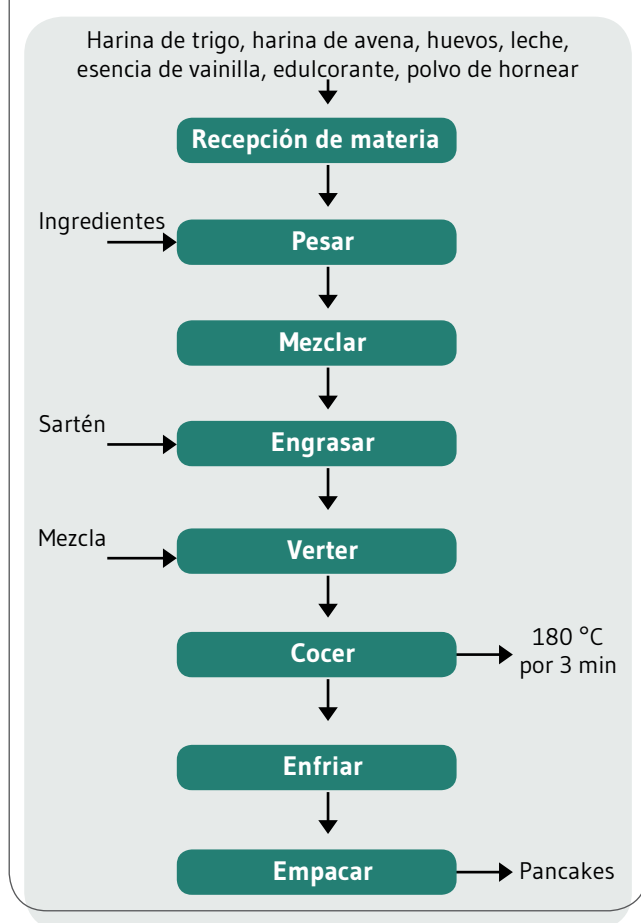 Harina de trigo, harina de avena, huevos, leche,
esencia de vainilla, edulcorante, polvo de hornear
Recepción de materia
Ingredientes
Pesar
Mezclar
Sartén
Engrasar
Mezcla
Verter
Cocer
180 °C
por 3 min
Enfriar
Empacar
Pancakes